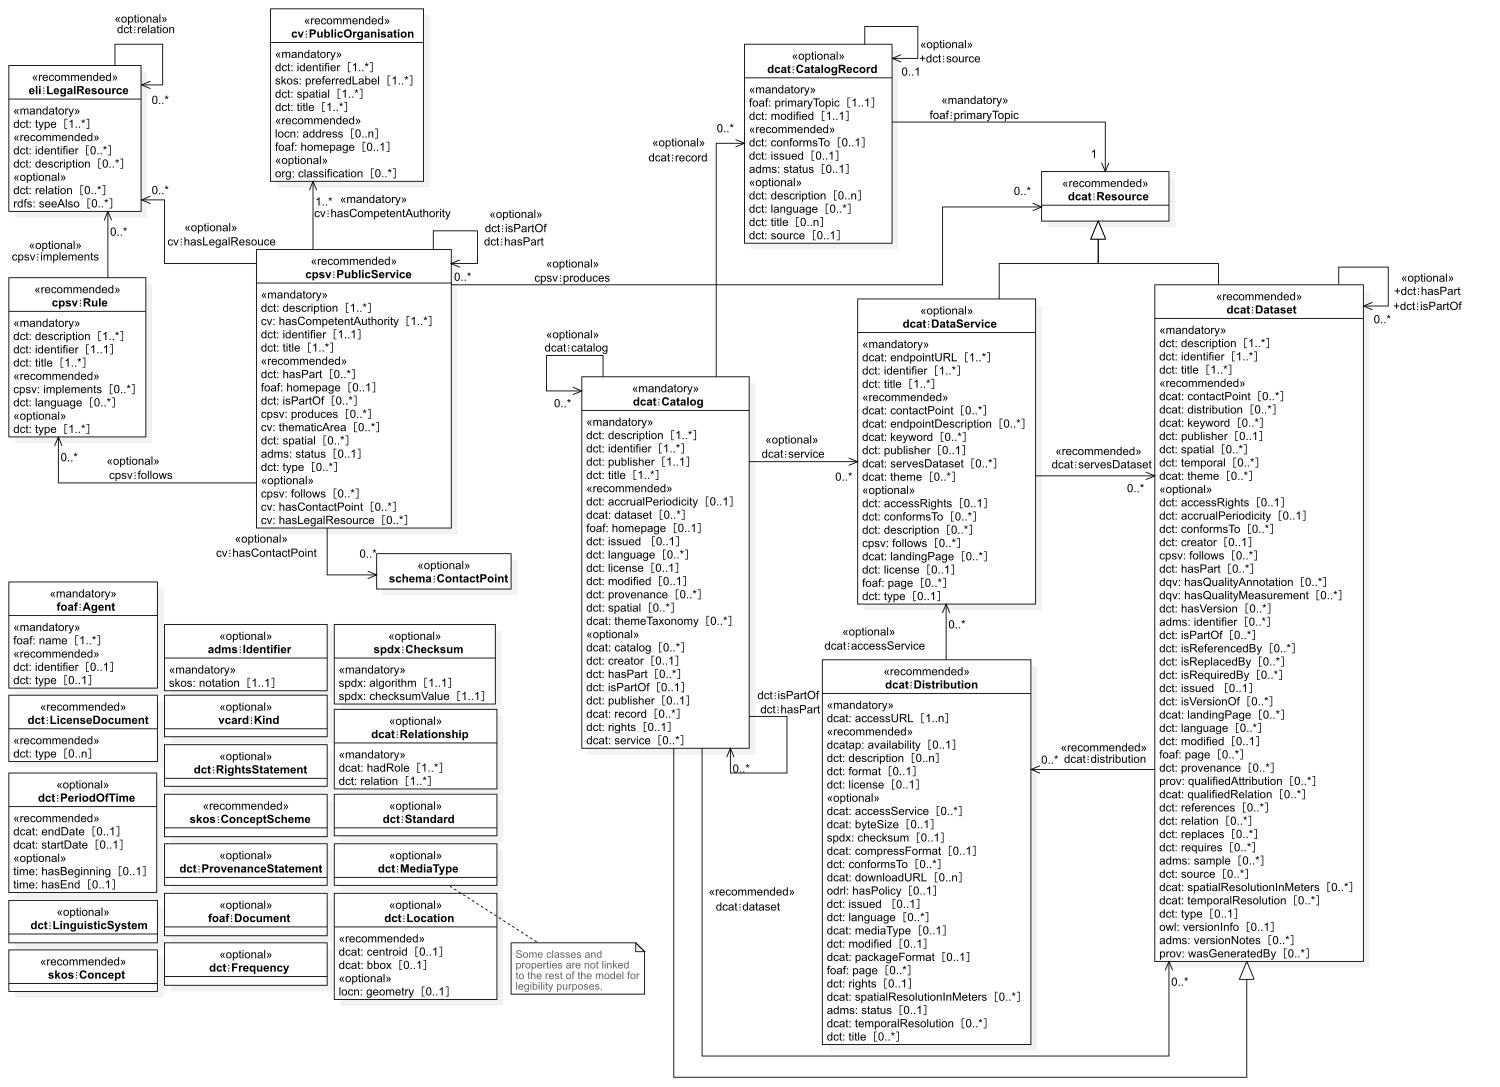 «optional»
dct⁝relation
«recommended»
eli⁝LegalResource
«mandatory»
dct: type [1..*]
«recommended»
dct: identifier [0..*]
dct: description [0..*]
«optional»
dct: relation [0..*]
rdfs: seeAlso [0..*]
0..*
0..*
«recommended»
cv⁝PublicOrganisation
«mandatory»
dct: identifier [1..*]
skos: preferredLabel [1..*]
dct: spatial [1..*]
dct: title [1..*]
«recommended»
locn: address [0..n]
foaf: homepage [0..1]
«optional»
org: classification [0..*]
1..* «mandatory»
cv⁝hasCompetentAuthority
«optional»
cv⁝hasLegalResouce
«optional»
cpsv⁝implements
0..*
«optional»
dct⁝isPartOf
dct⁝hasPart
0..*
«recommended»
cpsv⁝Rule
«mandatory»
dct: description [1..*]
dct: identifier [1..1]
dct: title [1..*]
«recommended»
cpsv: implements [0..*]
dct: language [0..*]
«optional»
dct: type [1..*]
0..*
«optional»
cpsv⁝follows
«recommended»
cpsv⁝PublicService
«mandatory»
dct: description [1..*]
cv: hasCompetentAuthority [1..*]
dct: identifier [1..1]
dct: title [1..*]
«recommended»
dct: hasPart [0..*]
foaf: homepage [0..1]
dct: isPartOf [0..*]
cpsv: produces [0..*]
cv: thematicArea [0..*]
dct: spatial [0..*]
adms: status [0..1]
dct: type [0..*]
«optional»
cpsv: follows [0..*]
cv: hasContactPoint [0..*]
cv: hasLegalResource [0..*]
«optional»
cv⁝hasContactPoint
0..*
«optional»
schema⁝ContactPoint
«optional»
cpsv⁝produces
0..*
«optional»
dcat⁝CatalogRecord
«mandatory»
foaf: primaryTopic [1..1]
dct: modified [1..1]
«recommended»
dct: conformsTo [0..1]
dct: issued [0..1]
adms: status [0..1]
«optional»
dct: description [0..n]
dct: language [0..*]
dct: title [0..n]
dct: source [0..1]
«optional»
+dct⁝source
0..1
«mandatory»
foaf⁝primaryTopic
1
0..*
«optional»
dcat⁝record
«recommended»
dcat⁝Resource
«optional»
dcat⁝catalog
0..*
«mandatory»
dcat⁝Catalog
«mandatory»
dct: description [1..*]
dct: identifier [1..*]
dct: publisher [1..1]
dct: title [1..*]
«recommended»
dct: accrualPeriodicity [0..1]
dcat: dataset [0..*]
foaf: homepage [0..1]
dct: issued [0..1]
dct: language [0..*]
dct: license [0..1]
dct: modified [0..1]
dct: provenance [0..*]
dct: spatial [0..*]
dcat: themeTaxonomy [0..*]
«optional»
dcat: catalog [0..*]
dct: creator [0..1]
dct: hasPart [0..*]
dct: isPartOf [0..1]
dct: publisher [0..1]
dcat: record [0..*]
dct: rights [0..1]
dcat: service [0..*]
«optional»
dcat⁝service
0..*
dct⁝isPartOf
dct⁝hasPart
0..*
«recommended»
dcat⁝dataset
0..*
«optional»
dcat⁝DataService
«mandatory»
dcat: endpointURL [1..*]
dct: identifier [1..*]
dct: title [1..*]
«recommended»
dcat: contactPoint [0..*]
dcat: endpointDescription [0..*]
dcat: keyword [0..*]
dct: publisher [0..1]
dcat: servesDataset [0..*]
dcat: theme [0..*]
«optional»
dct: accessRights [0..1]
dct: conformsTo [0..*]
dct: description [0..*]
cpsv: follows [0..*]
dcat: landingPage [0..*]
dct: license [0..1]
foaf: page [0..*]
dct: type [0..1]
«recommended»
dcat⁝servesDataset
0..*
«optional»
dcat⁝accessService
0..*
«recommended»
dcat⁝Distribution
«mandatory»
dcat: accessURL [1..n]
«recommended»
dcatap: availability [0..1]
dct: description [0..n]
dct: format [0..1]
dct: license [0..1]
«optional»
dcat: accessService [0..*]
dcat: byteSize [0..1]
spdx: checksum [0..1]
dcat: compressFormat [0..1]
dct: conformsTo [0..*]
dcat: downloadURL [0..n]
odrl: hasPolicy [0..1]
dct: issued [0..1]
dct: language [0..*]
dcat: mediaType [0..1]
dct: modified [0..1]
dcat: packageFormat [0..1]
foaf: page [0..*]
dct: rights [0..1]
dcat: spatialResolutionInMeters [0..*]
adms: status [0..1]
dcat: temporalResolution [0..*]
dct: title [0..*]
«recommended»
0..* dcat⁝distribution
«optional»
+dct⁝hasPart
+dct⁝isPartOf
0..*
«recommended»
dcat⁝Dataset
«mandatory»
dct: description [1..*]
dct: identifier [1..*]
dct: title [1..*]
«recommended»
dcat: contactPoint [0..*]
dcat: distribution [0..*]
dcat: keyword [0..*]
dct: publisher [0..1]
dct: spatial [0..*]
dct: temporal [0..*]
dcat: theme [0..*]
«optional»
dct: accessRights [0..1]
dct: accrualPeriodicity [0..1]
dct: conformsTo [0..*]
dct: creator [0..1]
cpsv: follows [0..*]
dct: hasPart [0..*]
dqv: hasQualityAnnotation [0..*]
dqv: hasQualityMeasurement [0..*]
dct: hasVersion [0..*]
adms: identifier [0..*]
dct: isPartOf [0..*]
dct: isReferencedBy [0..*]
dct: isReplacedBy [0..*]
dct: isRequiredBy [0..*]
dct: issued [0..1]
dct: isVersionOf [0..*]
dcat: landingPage [0..*]
dct: language [0..*]
dct: modified [0..1]
foaf: page [0..*]
dct: provenance [0..*]
prov: qualifiedAttribution [0..*]
dcat: qualifiedRelation [0..*]
dct: references [0..*]
dct: relation [0..*]
dct: replaces [0..*]
dct: requires [0..*]
adms: sample [0..*]
dct: source [0..*]
dcat: spatialResolutionInMeters [0..*]
dcat: temporalResolution [0..*]
dct: type [0..1]
owl: versionInfo [0..1]
adms: versionNotes [0..*]
prov: wasGeneratedBy [0..*]
«mandatory»
foaf⁝Agent
«mandatory»
foaf: name [1..*]
«recommended»
dct: identifier [0..1]
dct: type [0..1]
«recommended»
dct⁝LicenseDocument
«recommended»
dct: type [0..n]
«optional»
dct⁝PeriodOfTime
«recommended»
dcat: endDate [0..1]
dcat: startDate [0..1]
«optional»
time: hasBeginning [0..1]
time: hasEnd [0..1]
«optional»
dct⁝LinguisticSystem
«recommended»
skos⁝Concept
«optional»
adms⁝Identifier
«mandatory»
skos: notation [1..1]
«optional»
vcard⁝Kind
«optional»
dct⁝RightsStatement
«recommended»
skos⁝ConceptScheme
«optional»
dct⁝ProvenanceStatement
«optional»
foaf⁝Document
«optional»
dct⁝Frequency
«optional»
spdx⁝Checksum
«mandatory»
spdx: algorithm [1..1]
spdx: checksumValue [1..1]
«optional»
dcat⁝Relationship
«mandatory»
dcat: hadRole [1..*]
dct: relation [1..*]
«optional»
dct⁝Standard
«optional»
dct⁝MediaType
«optional»
dct⁝Location
«recommended»
dcat: centroid [0..1]
dcat: bbox [0..1]
«optional»
locn: geometry [0..1]
Some classes and
properties are not linked
to the rest of the model for
legibility purposes.